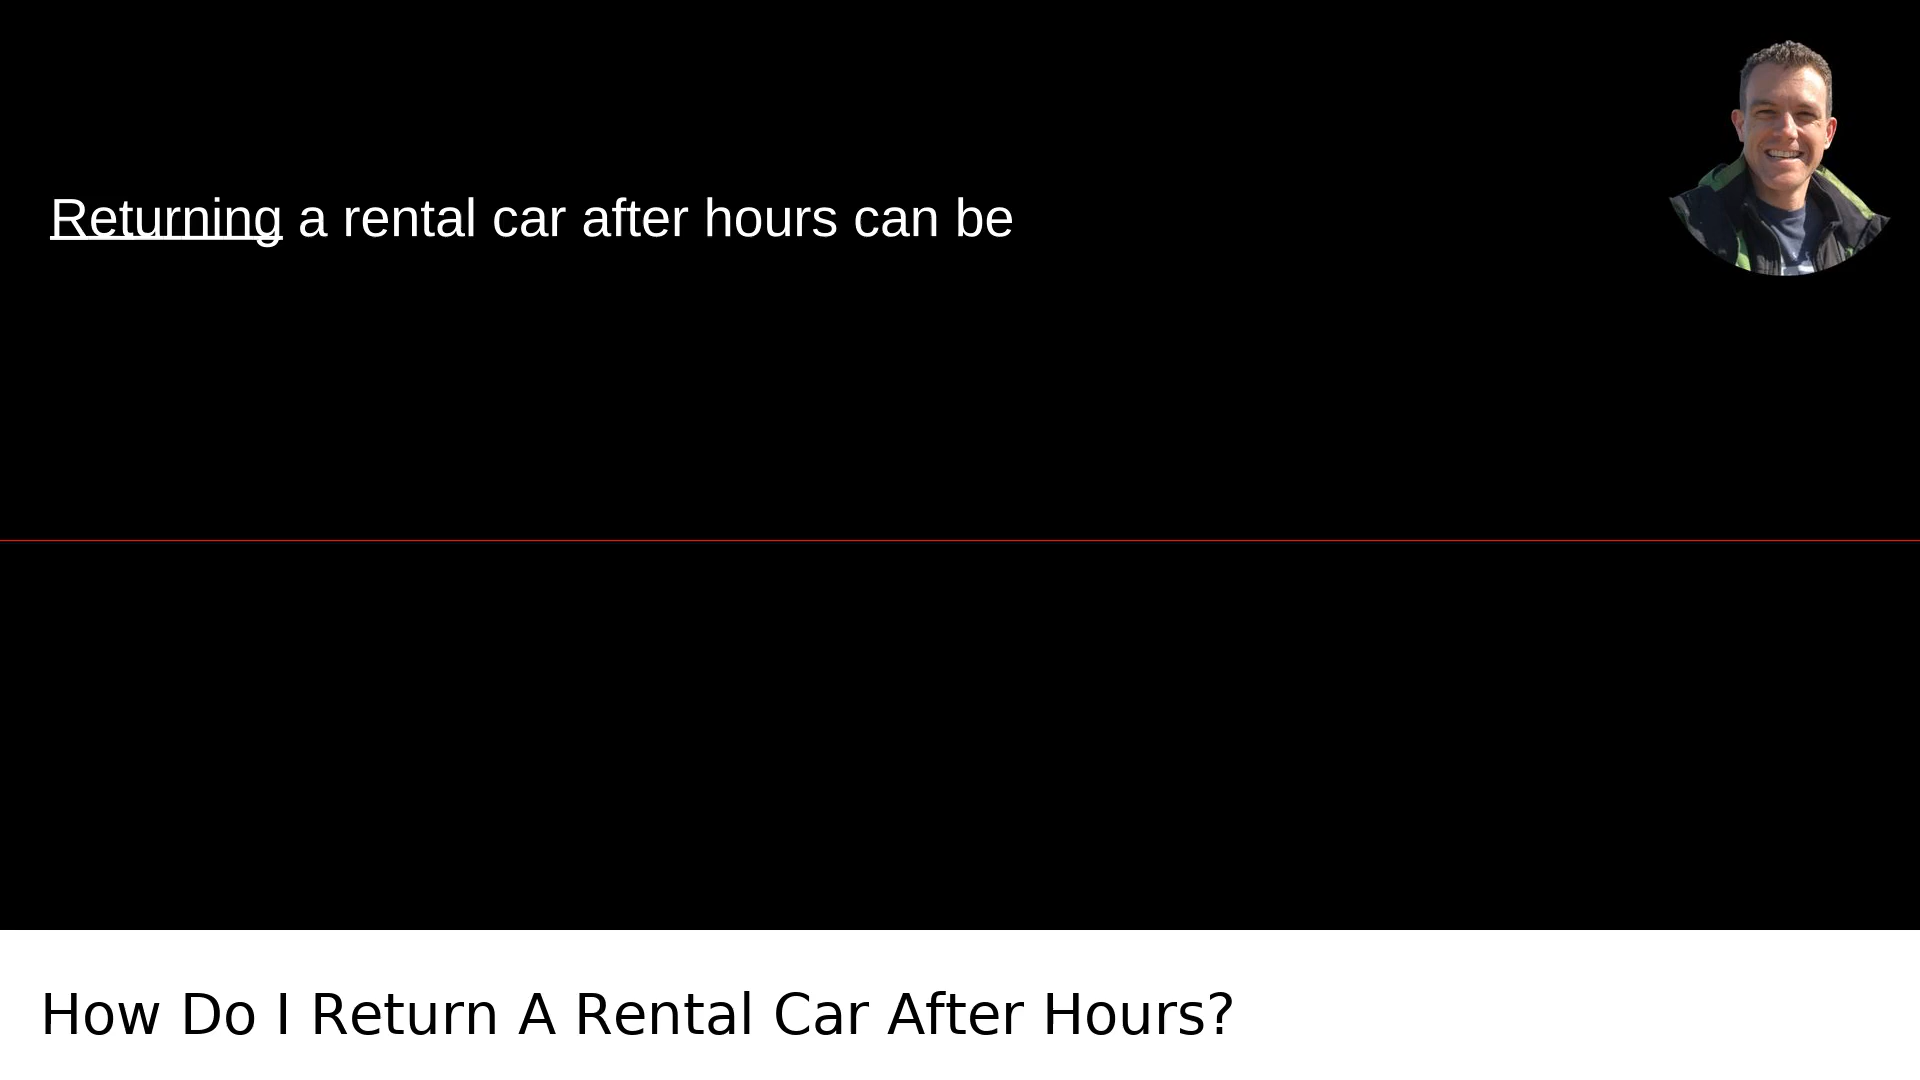 Returning a rental car after hours can be
How Do I Return A Rental Car After Hours?